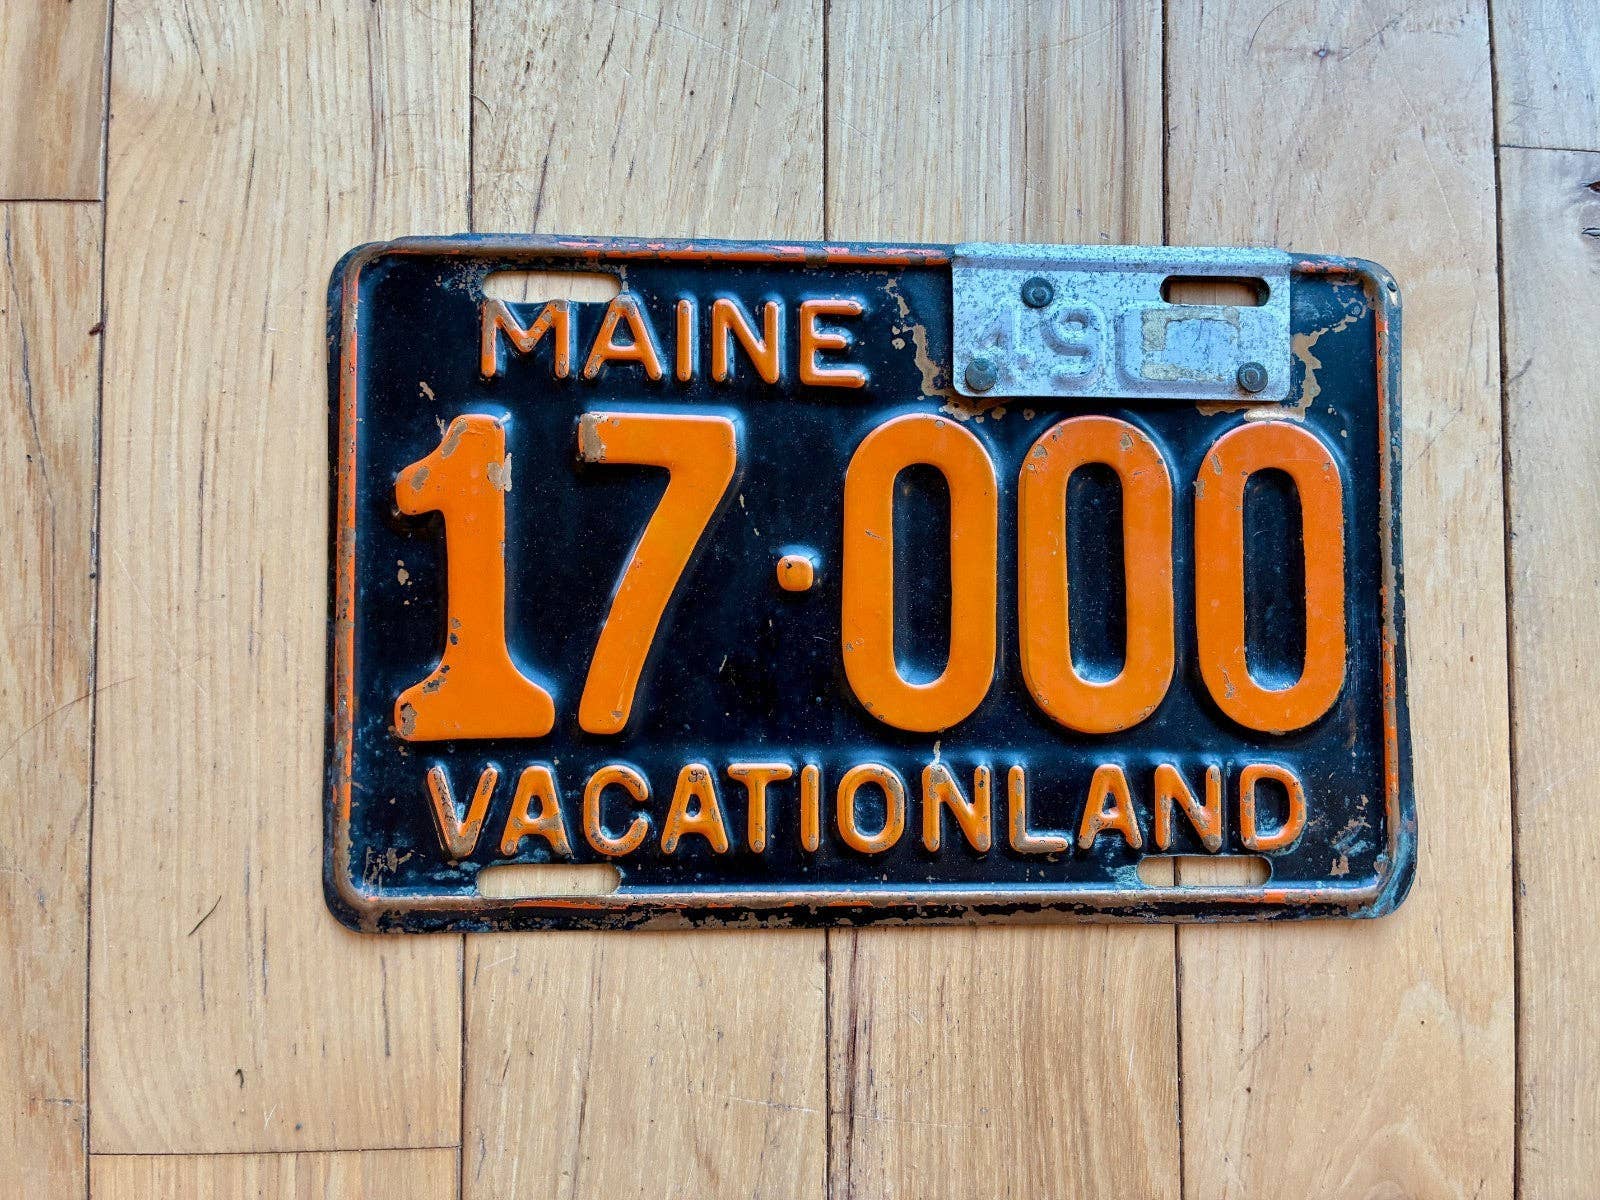 MAINE 49
17·000
VACATIONLAND